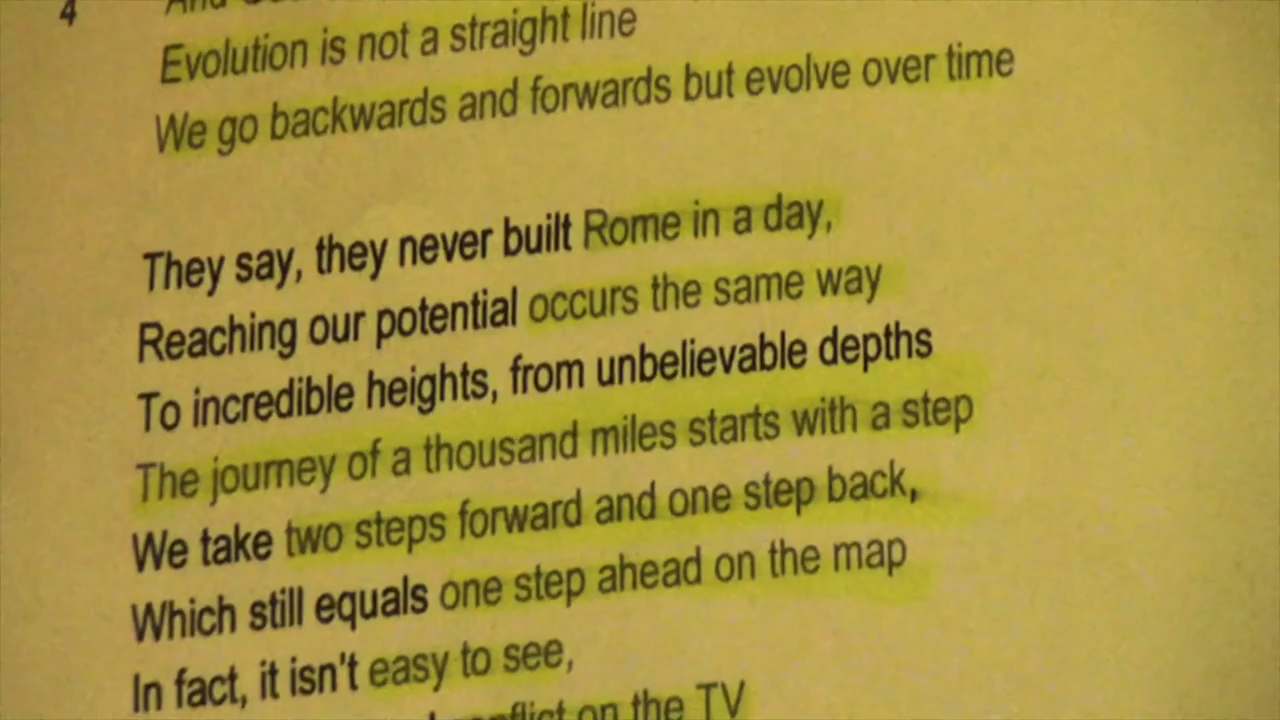 4
Evolution is not a straight line
We go backwards and forwards but evolve over time
They say, they never built Rome in a day,
Reaching our potential occurs the same way
To incredible heights, from unbelievable depths
The journey of a thousand miles starts with a step
We take two steps forward and one step back,
Which still equals one step ahead on the map
In fact, it isn't easy to see,
on the TV